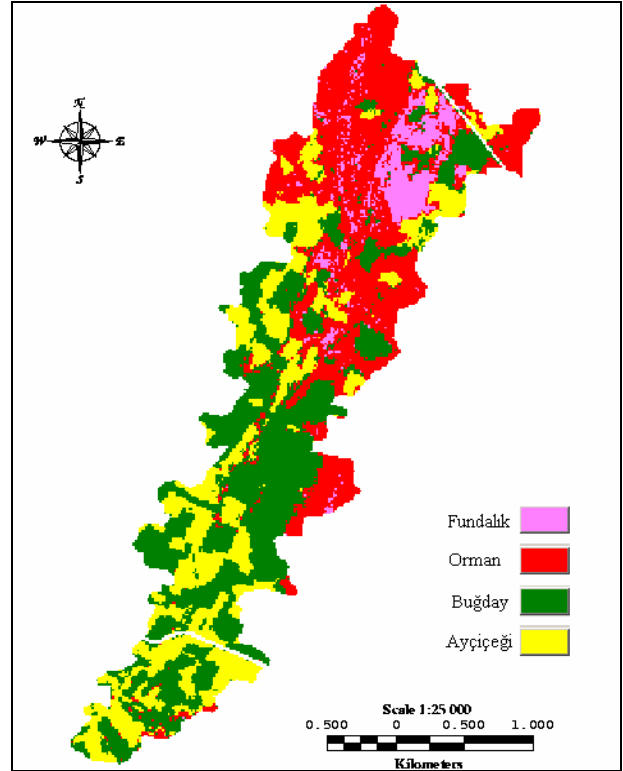 N
W E
S
Fundalık
Orman
Buğday
Ayçiçeği
Scale 1:25 000
0.500 0 0.500 1.000
Kilometers